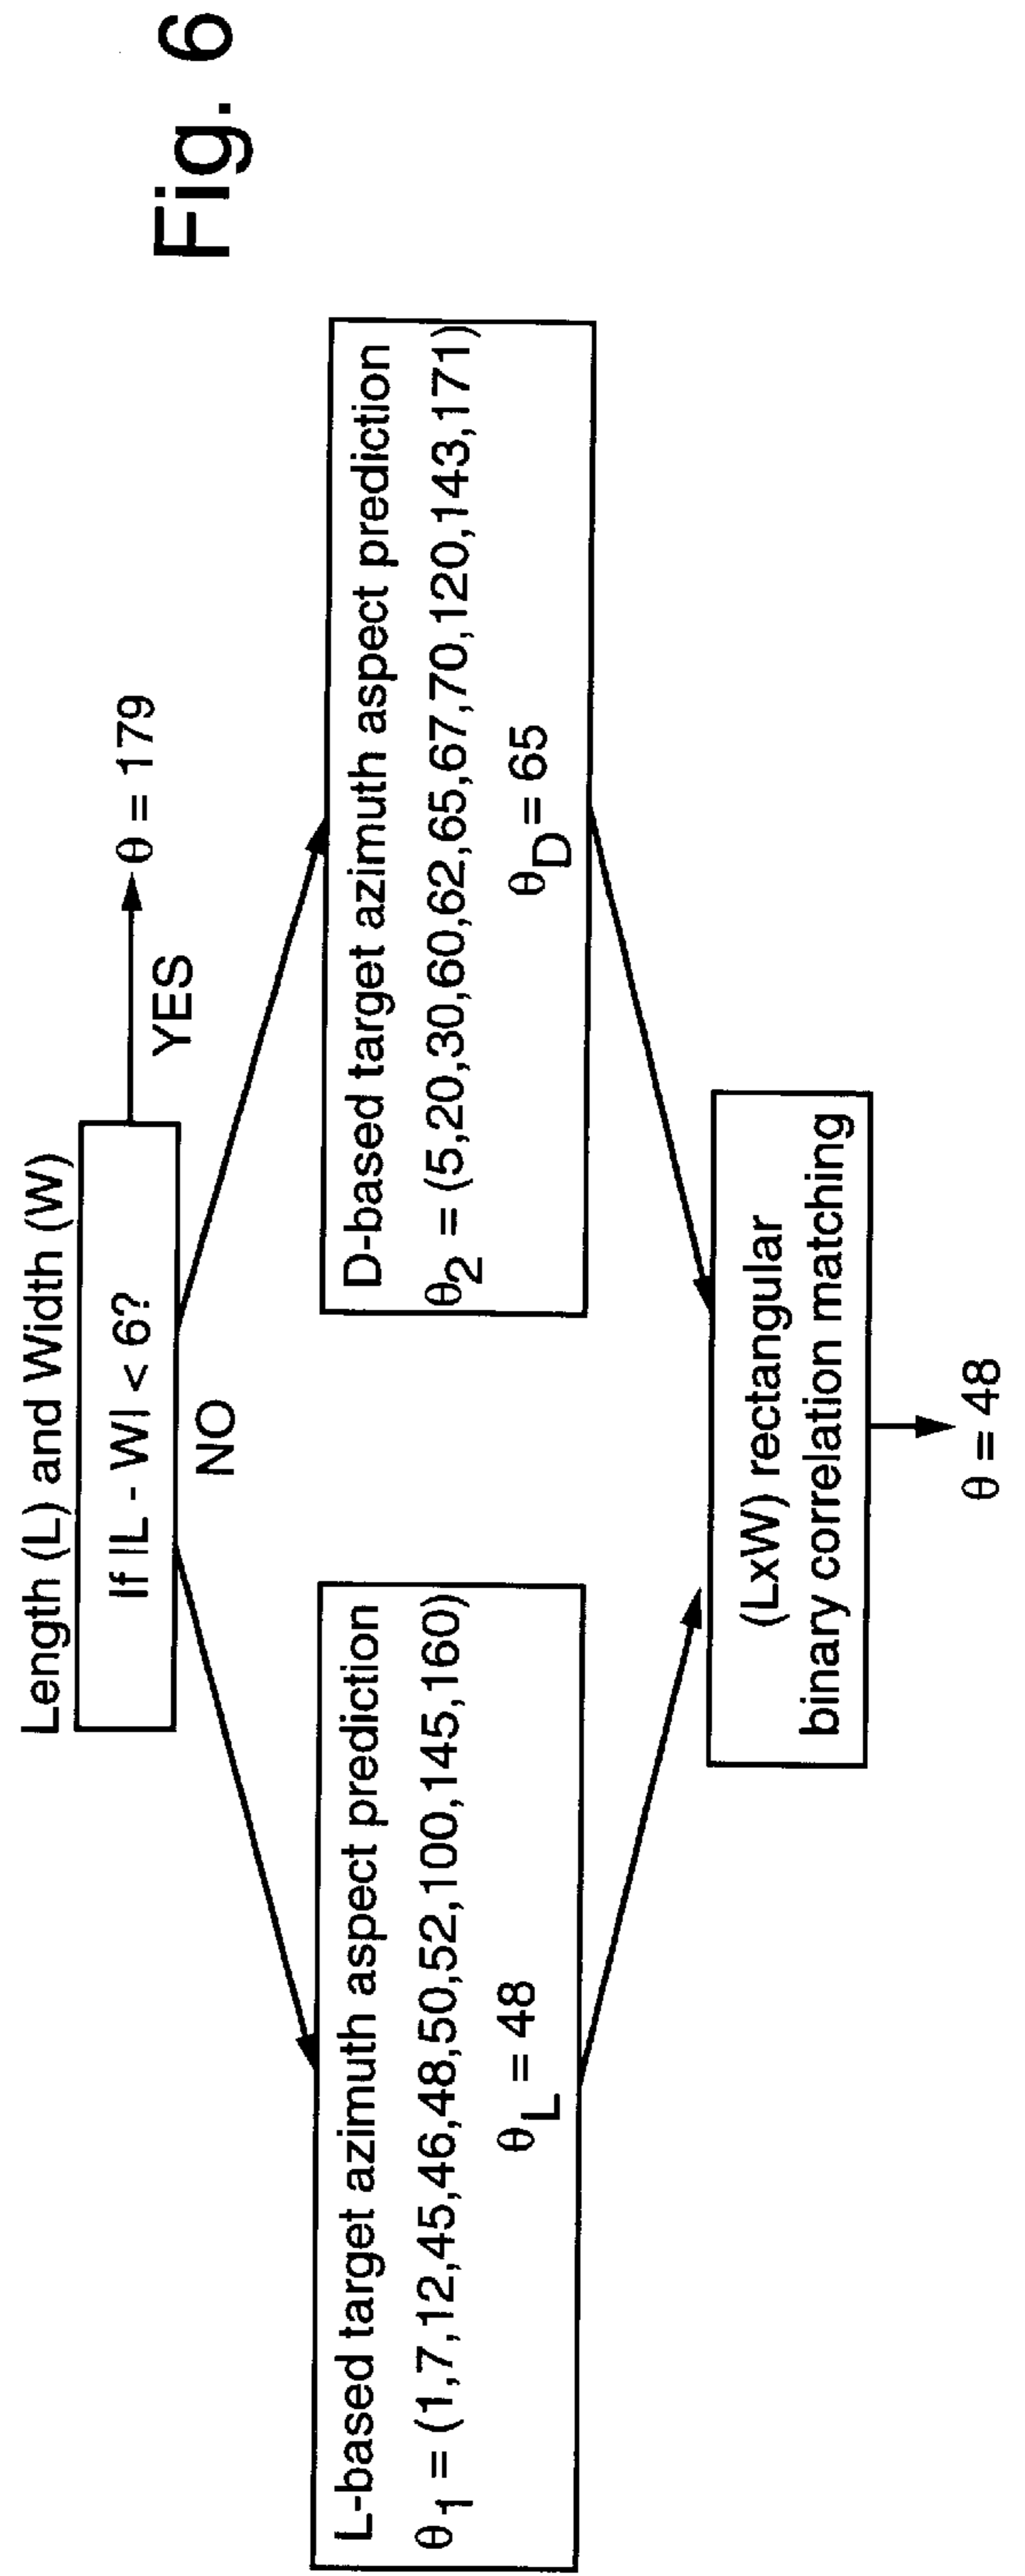 Length (L) and Width (W)
If |L - W| < 6?
YES
θ = 179
NO
L-based target azimuth aspect prediction
θ1 = (1,7,12,45,46,48,50,52,100,145,160)
θL = 48
D-based target azimuth aspect prediction
θ2 = (5,20,30,60,62,65,67,70,120,143,171)
θD = 65
(LxW) rectangular
binary correlation matching
θ = 48
Fig. 6